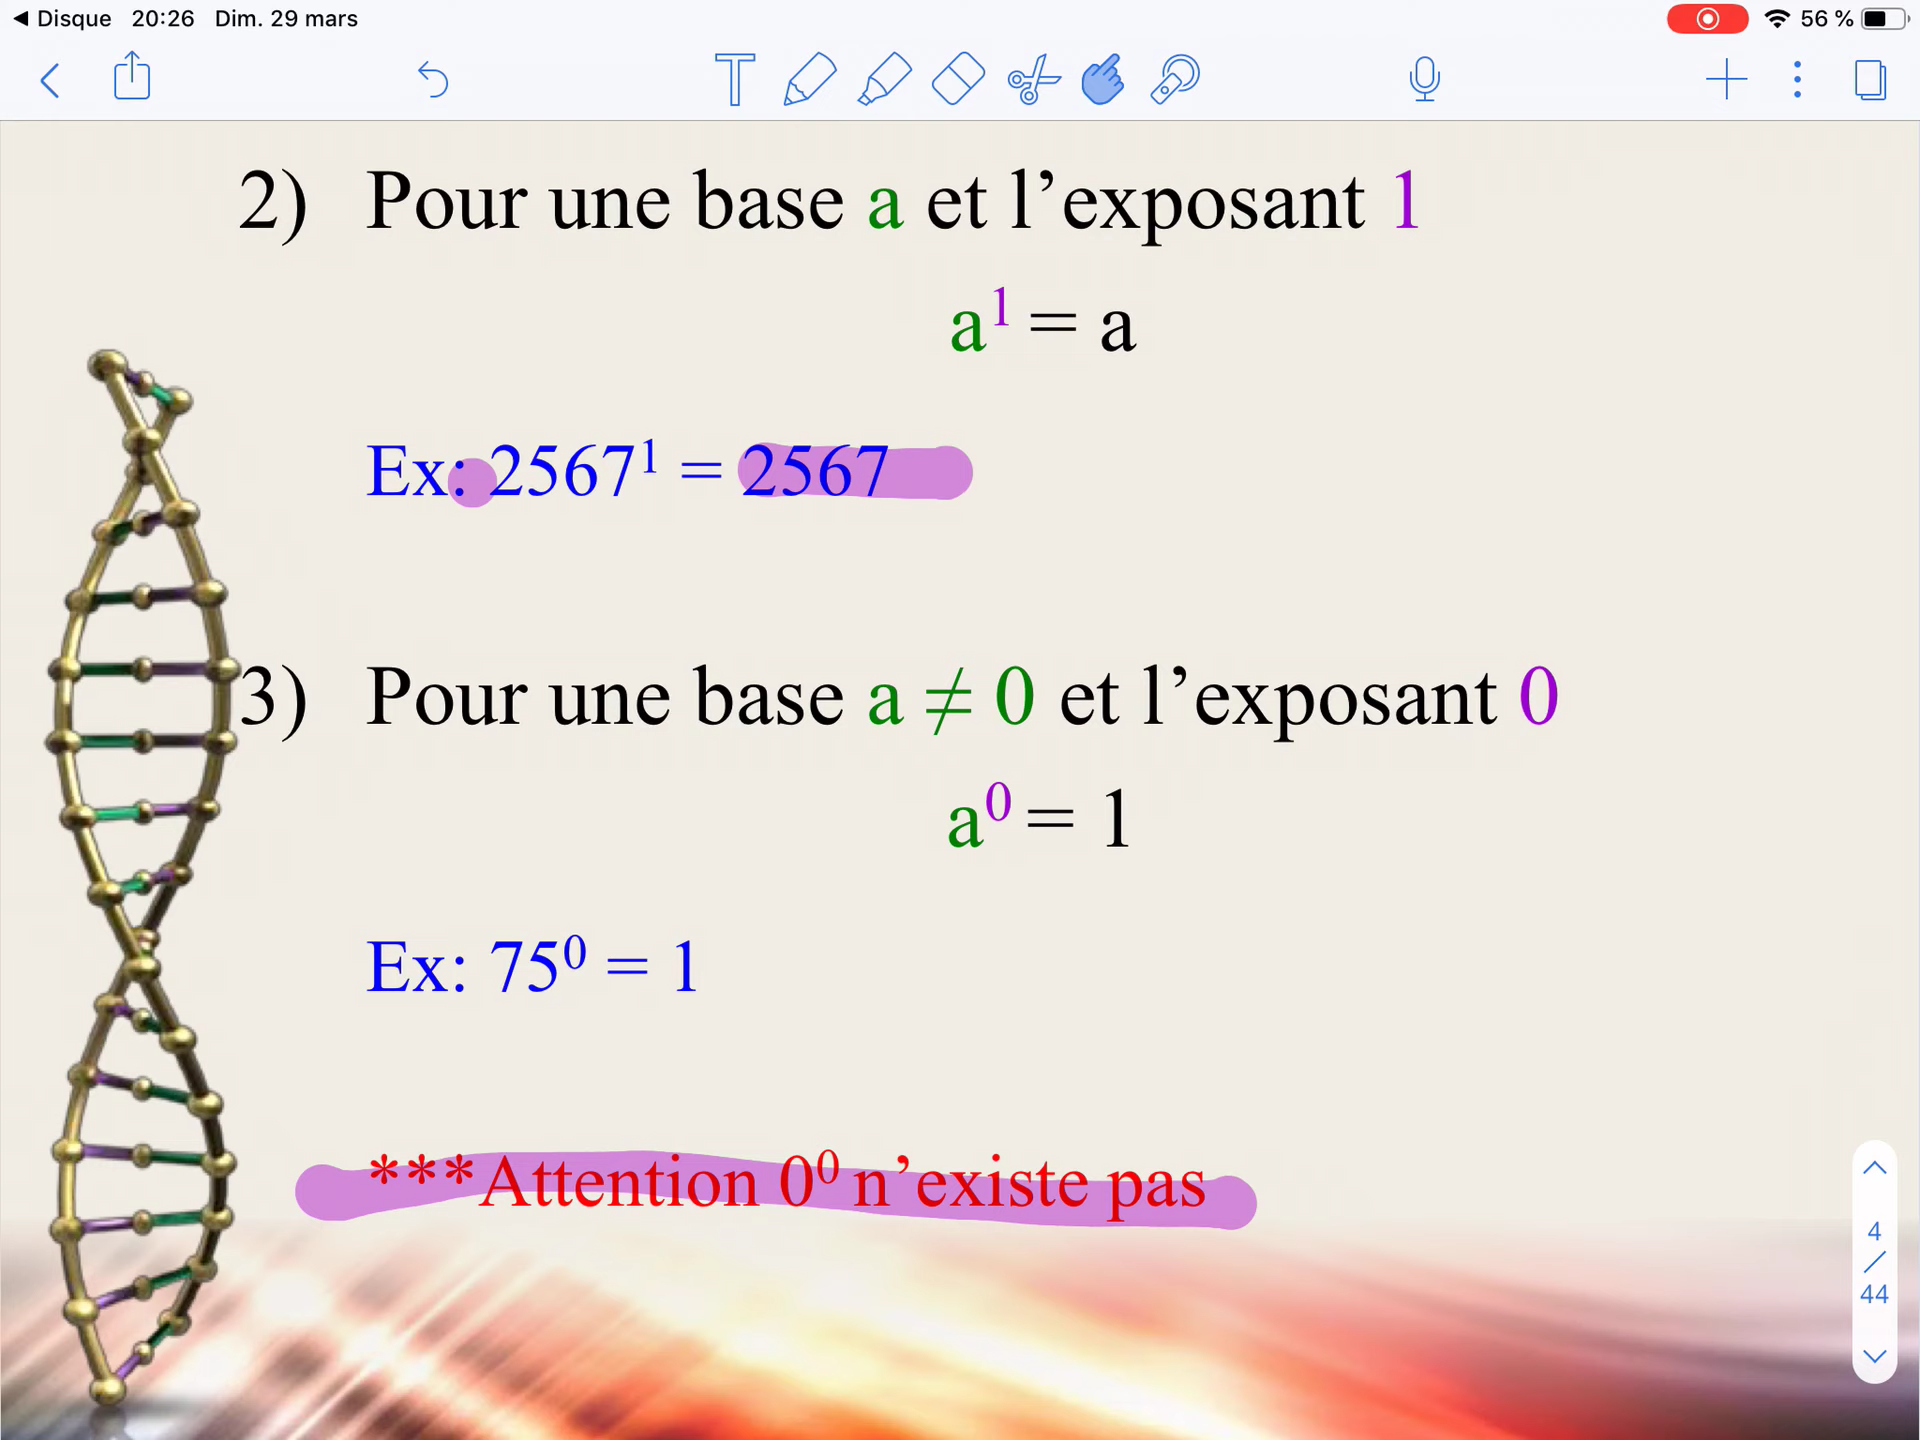 ◀ Disque 20:26 Dim. 29 mars 56 %
2) Pour une base a et l’exposant 1
a¹ = a
Ex: 2567¹ = 2567
3) Pour une base a ≠ 0 et l’exposant 0
a⁰ = 1
Ex: 75⁰ = 1
***Attention 0⁰ n’existe pas
4
/
44